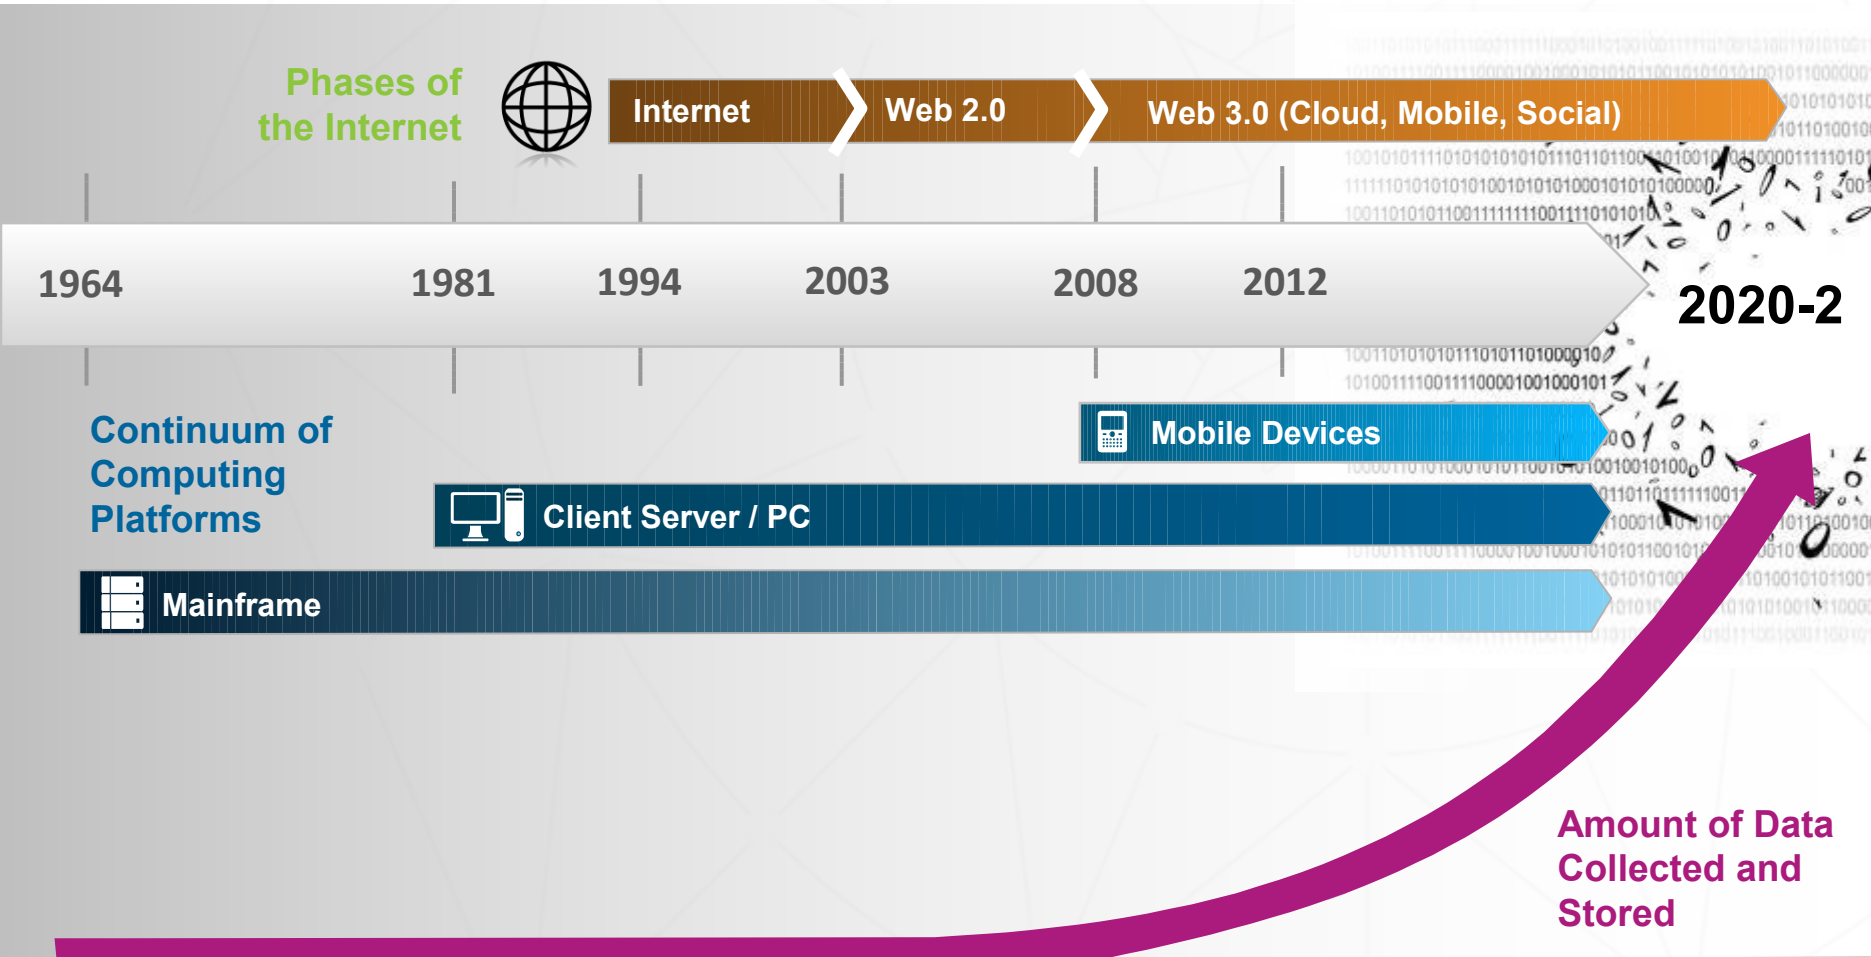 Phases of
the Internet
Internet
Web 2.0
Web 3.0 (Cloud, Mobile, Social)
1964
1981
1994
2003
2008
2012
2020-2
Continuum of
Computing
Platforms
Mobile Devices
Client Server / PC
Mainframe
Amount of Data
Collected and
Stored